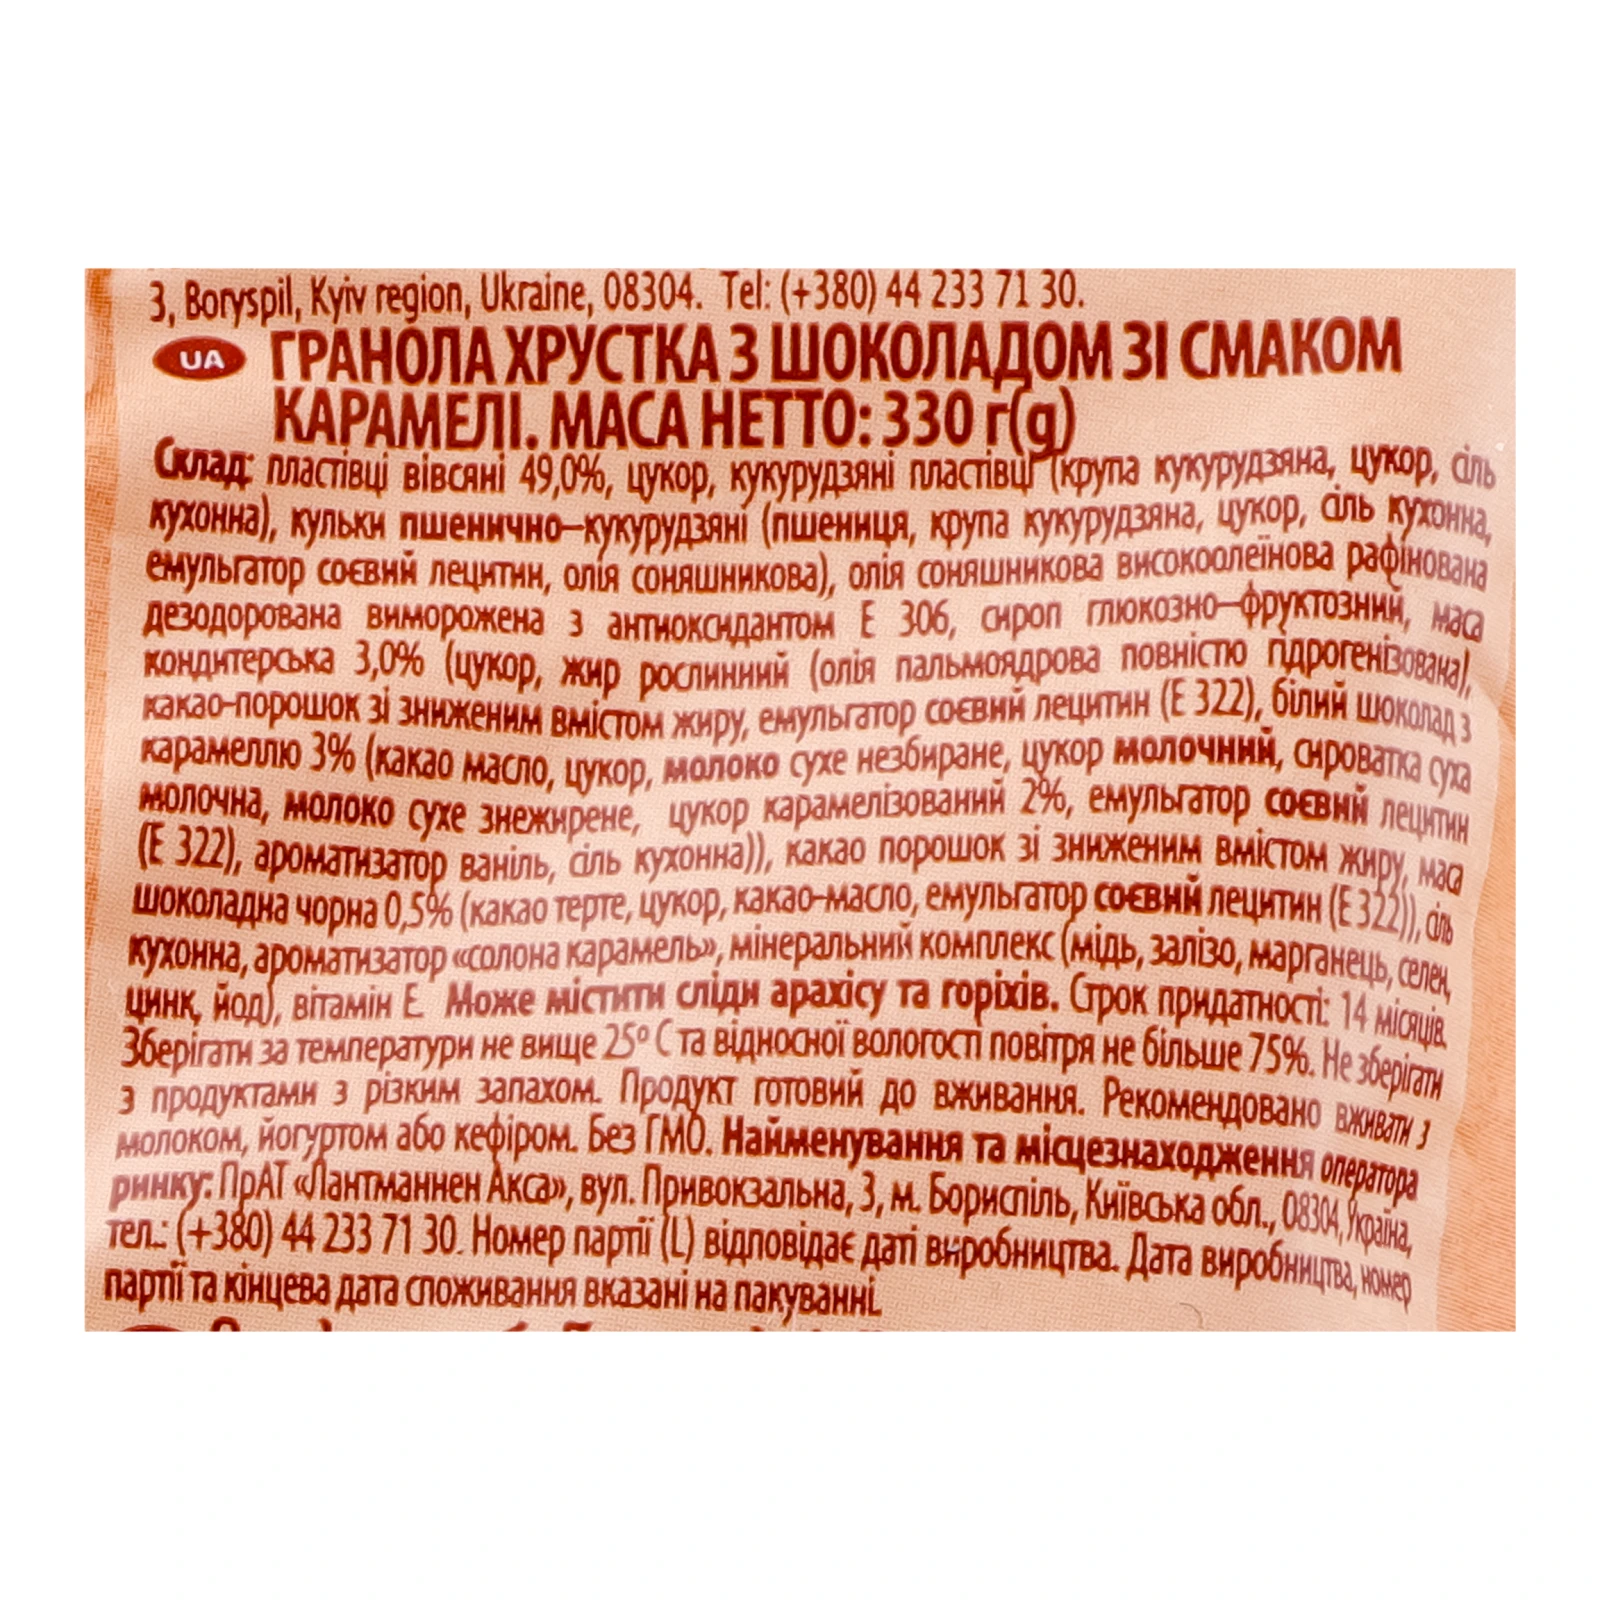 3, Boryspil, Kyiv region, Ukraine, 08304. Tel: (+380) 44 233 71 30.
UA ГРАНОЛА ХРУСТКА З ШОКОЛАДОМ ЗІ СМАКОМ
КАРАМЕЛІ. МАСА НЕТТО: 330 г(g)
Склад: пластівці вівсяні 49,0%, цукор, кукурудзяні пластівці (крупа кукурудзяна, цукор, сіль
кухонна), кульки пшенично–кукурудзяні (пшениця, крупа кукурудзяна, цукор, сіль кухонна,
емульгатор соєвий лецитин, олія соняшникова), олія соняшникова високоолеїнова рафінована
дезодорована виморожена з антиоксидантом Е 306, сироп глюкозно–фруктозний, маса
кондитерська 3,0% (цукор, жир рослинний (олія пальмоядрова повністю гідрогенізована),
какао-порошок зі зниженим вмістом жиру, емульгатор соєвий лецитин (Е 322), білий шоколад з
карамеллю 3% (какао масло, цукор, молоко сухе незбиране, цукор молочний, сироватка суха
молочна, молоко сухе знежирене, цукор карамелізований 2%, емульгатор соєвий лецитин
(Е 322), ароматизатор ваніль, сіль кухонна)), какао порошок зі зниженим вмістом жиру, маса
шоколадна чорна 0,5% (какао терте, цукор, какао-масло, емульгатор соєвий лецитин (Е 322)), сіль
кухонна, ароматизатор «солона карамель», мінеральний комплекс (мідь, залізо, марганець, селен,
цинк, йод), вітамін Е. Може містити сліди арахісу та горіхів. Строк придатності: 14 місяців.
Зберігати за температури не вище 25º С та відносної вологості повітря не більше 75%. Не зберігати
з продуктами з різким запахом. Продукт готовий до вживання. Рекомендовано вживати з
молоком, йогуртом або кефіром. Без ГМО. Найменування та місцезнаходження оператора
ринку: ПрАТ «Лантманнен Акса», вул. Привокзальна, 3, м. Бориспіль, Київська обл., 08304, Україна,
тел.: (+380) 44 233 71 30. Номер партії (L) відповідає даті виробництва. Дата виробництва, номер
партії та кінцева дата споживання вказані на пакуванні.